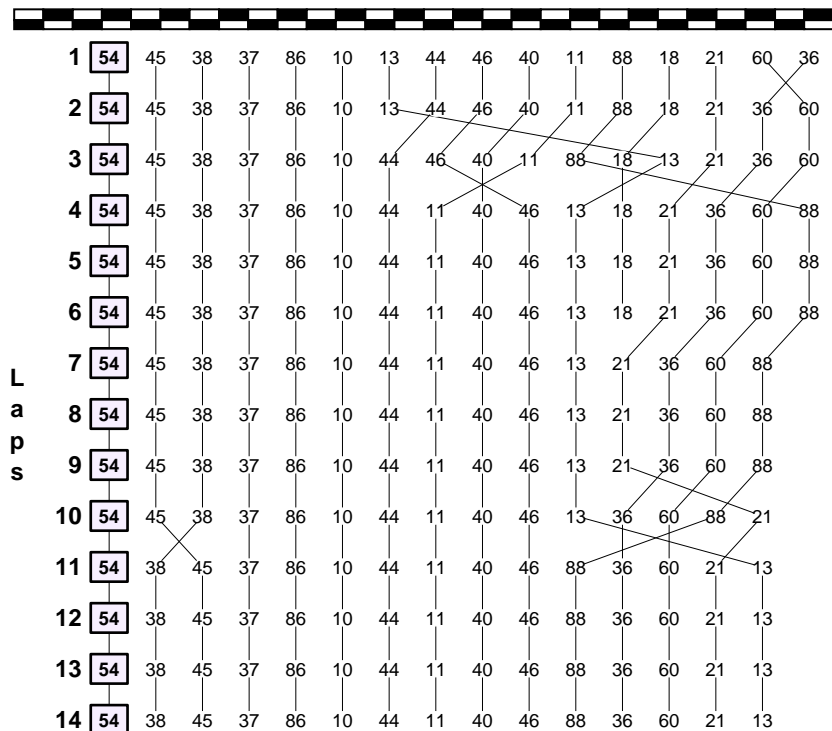 1 54 45 38 37 86 10 13 44 46 40 11 88 18 21 60 36
2 54 45 38 37 86 10 13 44 46 40 11 88 18 21 36 60
3 54 45 38 37 86 10 44 46 40 11 88 18 13 21 36 60
4 54 45 38 37 86 10 44 11 40 46 13 18 21 36 60 88
5 54 45 38 37 86 10 44 11 40 46 13 18 21 36 60 88
6 54 45 38 37 86 10 44 11 40 46 13 18 21 36 60 88
7 54 45 38 37 86 10 44 11 40 46 13 21 36 60 88
Laps
8 54 45 38 37 86 10 44 11 40 46 13 21 36 60 88
9 54 45 38 37 86 10 44 11 40 46 13 21 36 60 88
10 54 45 38 37 86 10 44 11 40 46 13 36 60 88 21
11 54 38 45 37 86 10 44 11 40 46 88 36 60 21 13
12 54 38 45 37 86 10 44 11 40 46 88 36 60 21 13
13 54 38 45 37 86 10 44 11 40 46 88 36 60 21 13
14 54 38 45 37 86 10 44 11 40 46 88 36 60 21 13